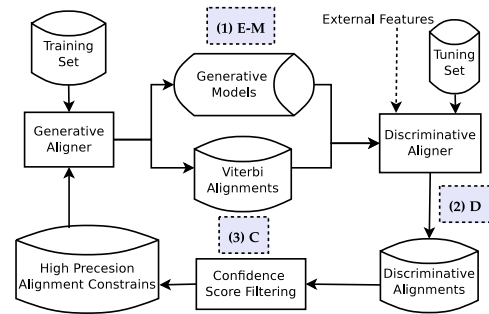 Training
Set
(1) E-M
External Features
Tuning
Set
Generative
Models
Generative
Aligner
Discriminative
Aligner
Viterbi
Alignments
(2) D
(3) C
High Precesion
Alignment Constrains
Confidence
Score Filtering
Discriminative
Alignments